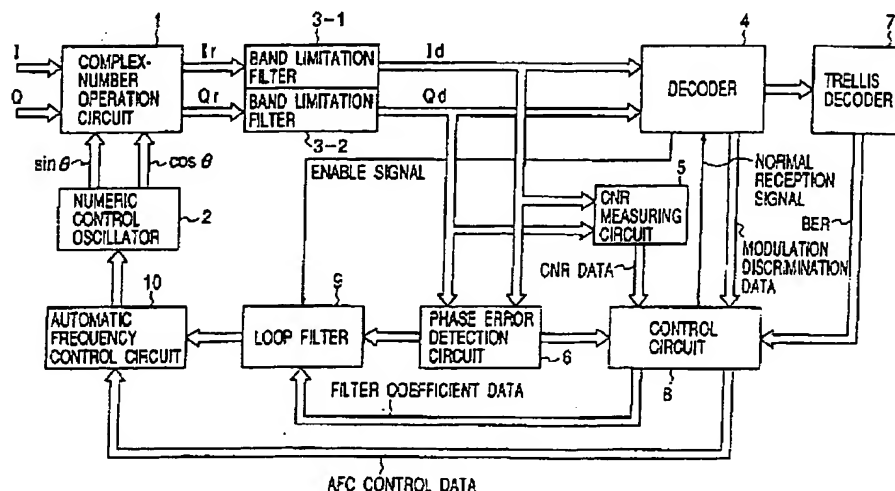 1
3-1
4
7
I
Q
COMPLEX-
NUMBER
OPERATION
CIRCUIT
Ir
Qr
BAND LIMITATION
FILTER
BAND LIMITATION
FILTER
3-2
Id
Qd
DECODER
TRELLIS
DECODER
sinθ
cosθ
ENABLE SIGNAL
NORMAL
RECEPTION
SIGNAL
NUMERIC
CONTROL
OSCILLATOR
2
5
CNR
MEASURING
CIRCUIT
BER
CNR DATA
MODULATION
DISCRIMINATION
DATA
10
9
AUTOMATIC
FREQUENCY
CONTROL CIRCUIT
LOOP FILTER
PHASE ERROR
DETECTION
CIRCUIT
6
CONTROL
CIRCUIT
8
FILTER COEFFICIENT DATA
AFC CONTROL DATA